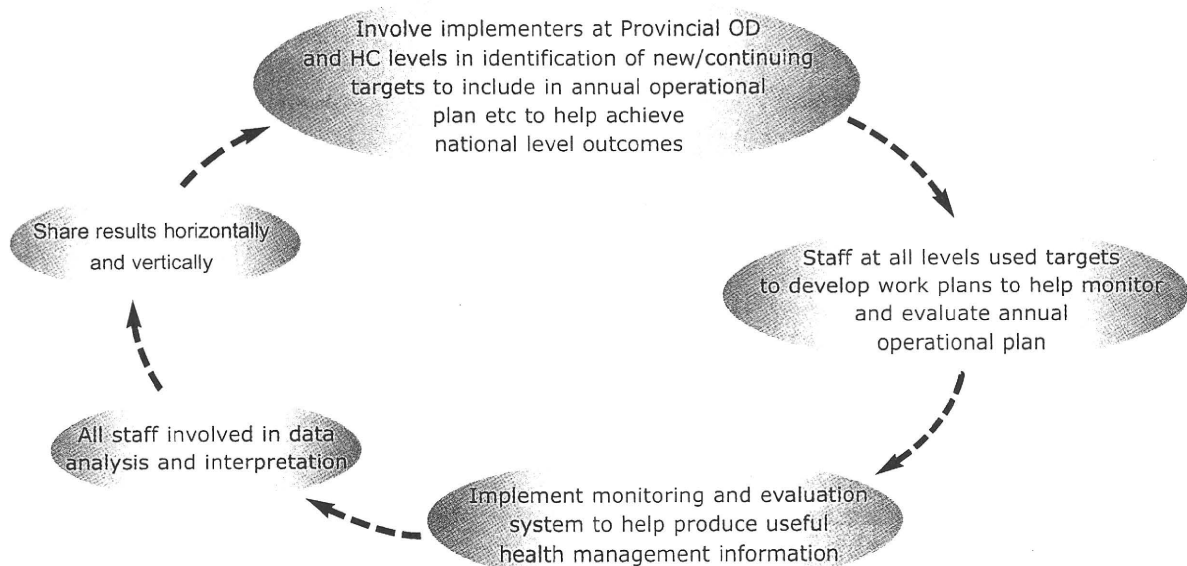 Involve implementers at Provincial OD
and HC levels in identification of new/continuing
targets to include in annual operational
plan etc to help achieve
national level outcomes
Staff at all levels used targets
to develop work plans to help monitor
and evaluate annual
operational plan
Implement monitoring and evaluation
system to help produce useful
health management information
All staff involved in data
analysis and interpretation
Share results horizontally
and vertically